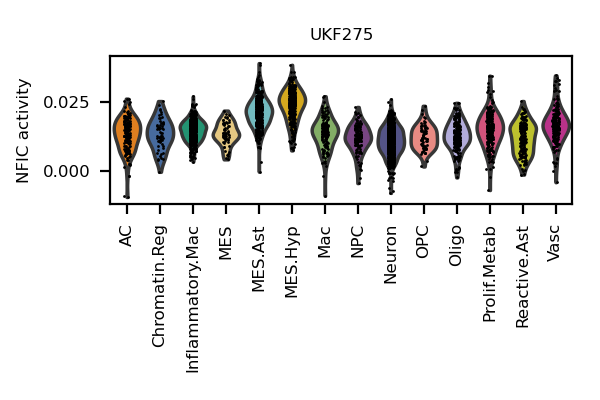 UKF275
NFIC activity
0.025
0.000
AC
Chromatin.Reg
Inflammatory.Mac
MES
MES.Ast
MES.Hyp
Mac
NPC
Neuron
OPC
Oligo
Prolif.Metab
Reactive.Ast
Vasc